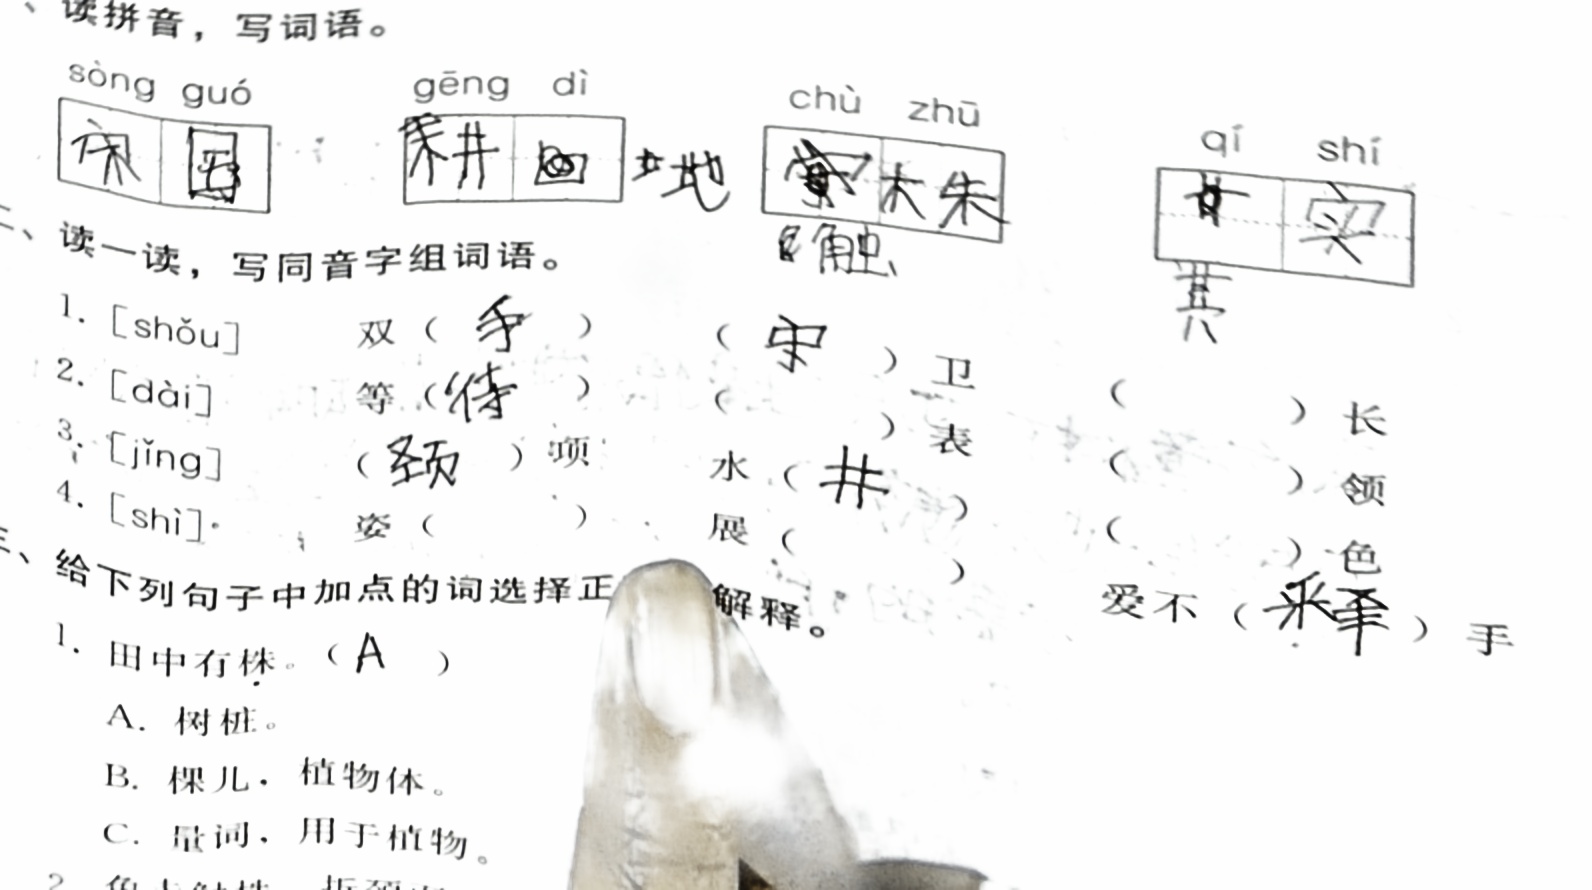 、读拼音，写词语。
sòng guó gēng dì chù zhū qí shí
宋国 耕 地 株 实
触 其
二、读一读，写同音字组词语。
1. [shǒu] 双（手） （守）卫 （ ）长
2. [dài] 等（待） （ ）表 （ ）领
3. [jǐng] （颈）项 水（井） （ ）色
4. [shì] 姿（ ） 展（ ） 爱不（释）手
三、给下列句子中加点的词选择正 解释。
1. 田中有株。（A）
A. 树桩。
B. 棵儿，植物体。
C. 量词，用于植物。
2.